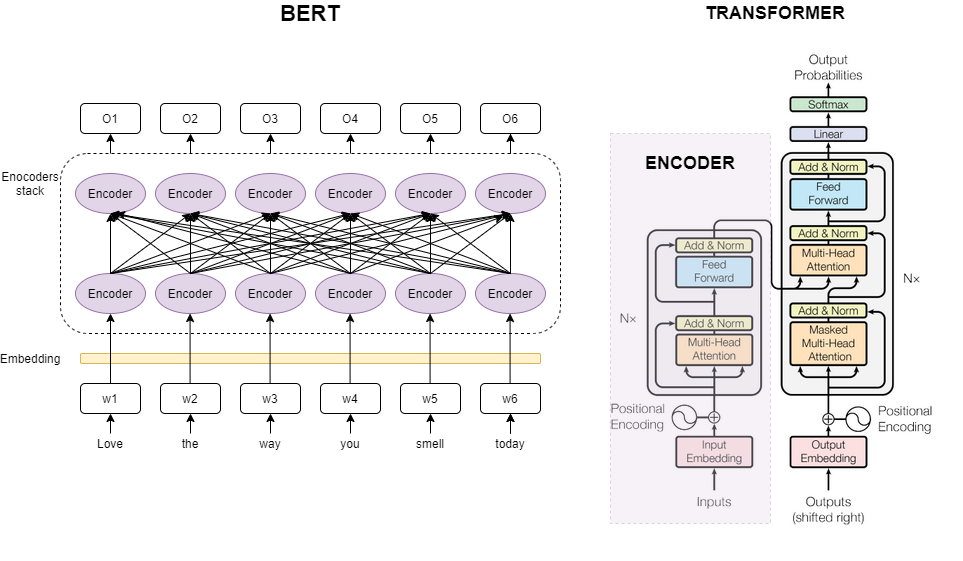 BERT
O1 O2 O3 O4 O5 O6
Enocoders
stack
Encoder Encoder Encoder Encoder Encoder Encoder
Encoder Encoder Encoder Encoder Encoder Encoder
Embedding
w1 w2 w3 w4 w5 w6
Love the way you smell today
TRANSFORMER
ENCODER
Add & Norm
Feed
Forward
N×
Add & Norm
Multi-Head
Attention
Positional
Encoding
Input
Embedding
Inputs
Output
Probabilities
Softmax
Linear
Add & Norm
Feed
Forward
Add & Norm
Multi-Head
Attention
N×
Add & Norm
Masked
Multi-Head
Attention
Positional
Encoding
Output
Embedding
Outputs
(shifted right)